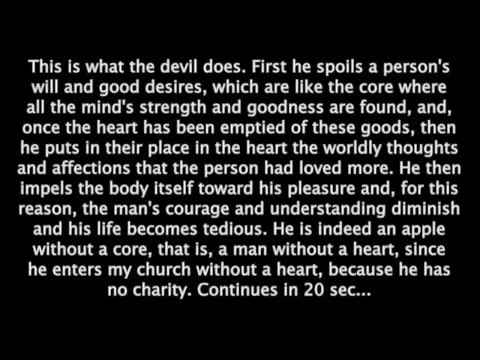 This is what the devil does. First he spoils a person's
will and good desires, which are like the core where
all the mind's strength and goodness are found, and,
once the heart has been emptied of these goods, then
he puts in their place in the heart the worldly thoughts
and affections that the person had loved more. He then
impels the body itself toward his pleasure and, for this
reason, the man's courage and understanding diminish
and his life becomes tedious. He is indeed an apple
without a core, that is, a man without a heart, since
he enters my church without a heart, because he has
no charity. Continues in 20 sec...